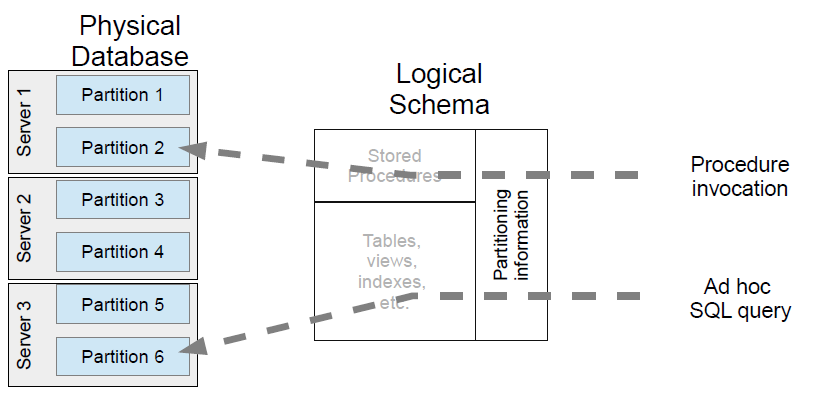 Physical
Database
Server 1
Partition 1
Partition 2
Server 2
Partition 3
Partition 4
Server 3
Partition 5
Partition 6
Logical
Schema
Stored
Procedures
Tables,
views,
indexes,
etc.
Partitioning
information
Procedure
invocation
Ad hoc
SQL query